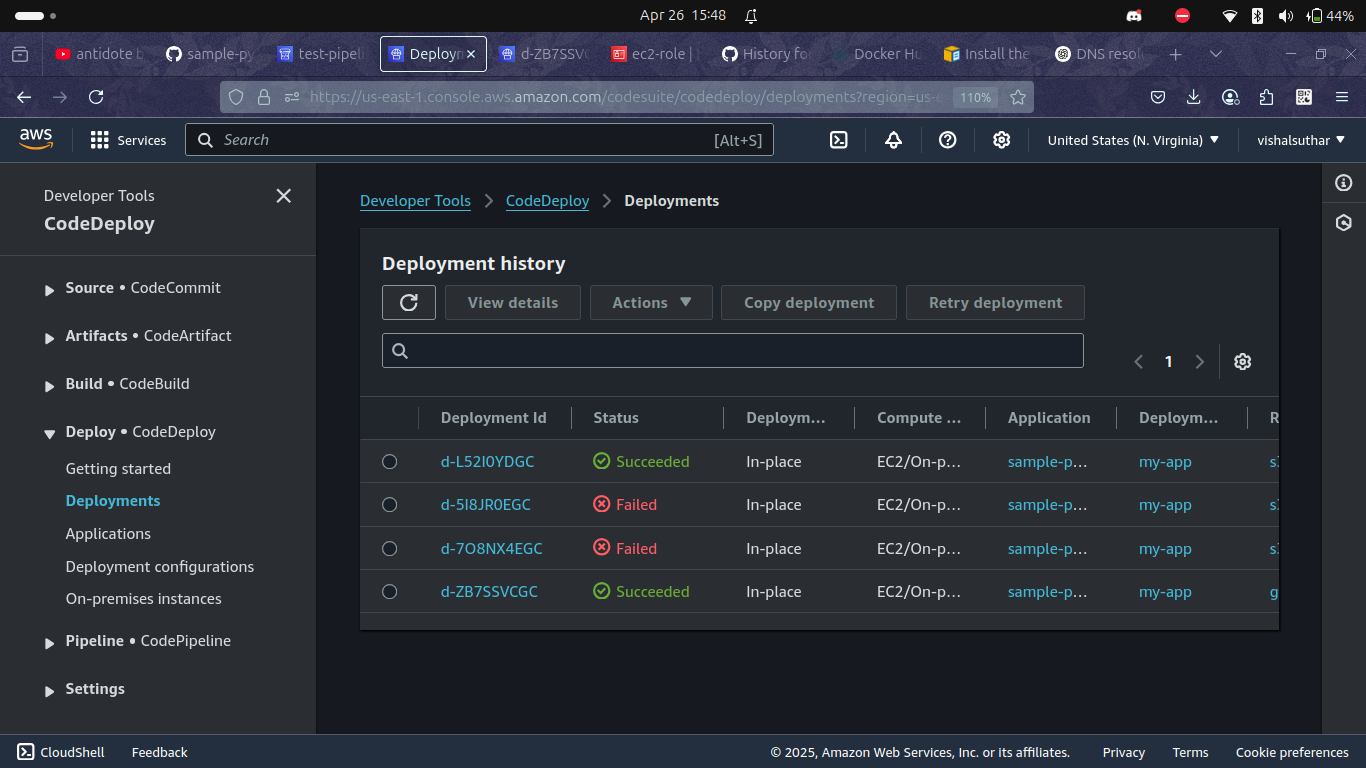 Apr 26 15:48
44%
antidote b
sample-py
test-pipeli
Deploym
d-ZB7SSVC
ec2-role |
History fo
Docker Hu
Install the
DNS resol
https://us-east-1.console.aws.amazon.com/codesuite/codedeploy/deployments?region=us-e
110%
aws
Services
Search
[Alt+S]
United States (N. Virginia)
vishalsuthar
Developer Tools
CodeDeploy
Source • CodeCommit
Artifacts • CodeArtifact
Build • CodeBuild
Deploy • CodeDeploy
Getting started
Deployments
Applications
Deployment configurations
On-premises instances
Pipeline • CodePipeline
Settings
Developer Tools > CodeDeploy > Deployments
Deployment history
View details
Actions
Copy deployment
Retry deployment
1
Deployment Id Status Deploym... Compute ... Application Deploym... R
d-L52I0YDGC Succeeded In-place EC2/On-p... sample-p... my-app s3
d-5I8JR0EGC Failed In-place EC2/On-p... sample-p... my-app s3
d-7O8NX4EGC Failed In-place EC2/On-p... sample-p... my-app s3
d-ZB7SSVCGC Succeeded In-place EC2/On-p... sample-p... my-app g
CloudShell Feedback © 2025, Amazon Web Services, Inc. or its affiliates. Privacy Terms Cookie preferences